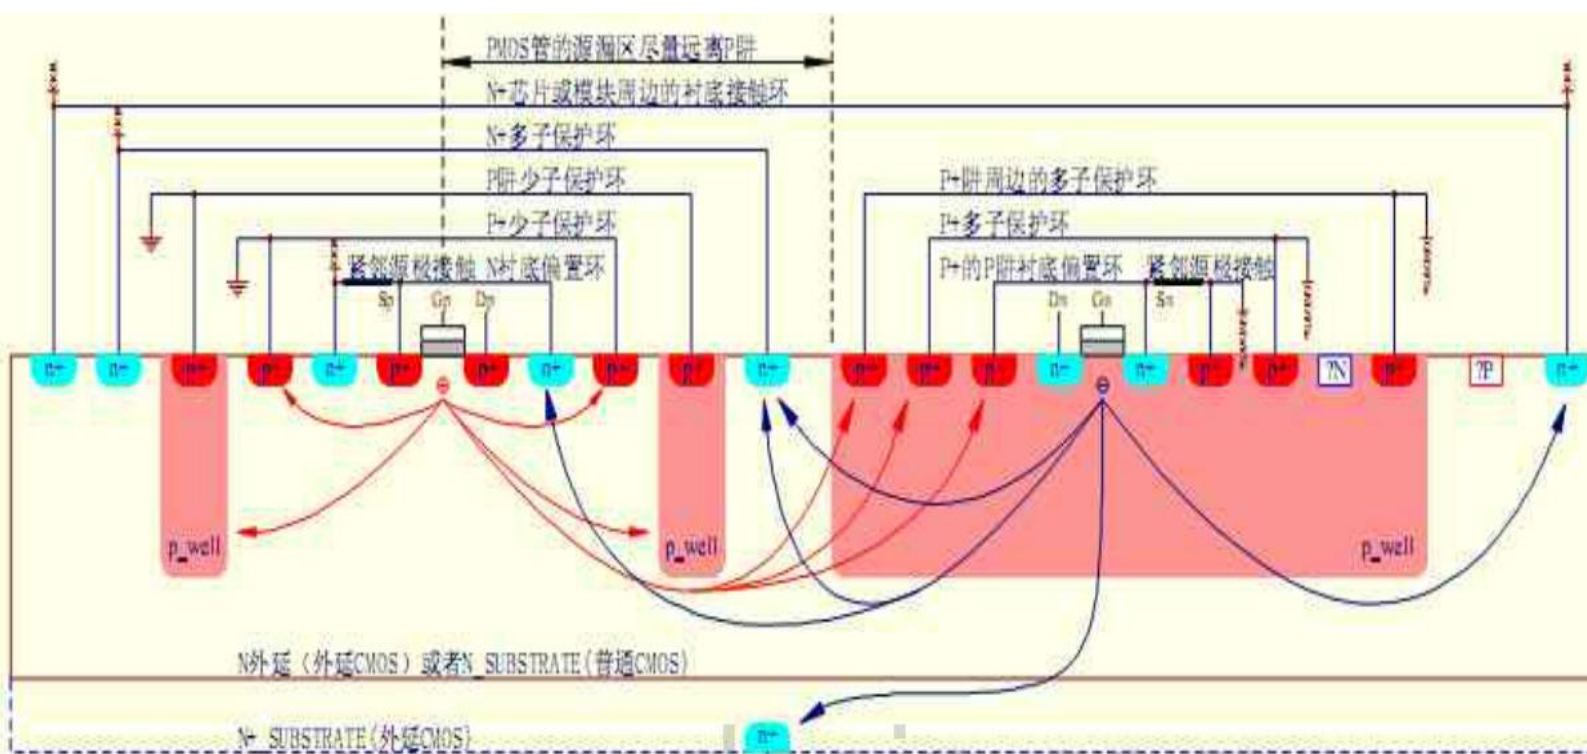 PMOS管的源漏区尽量远离P阱
N+芯片或模块周边的衬底接触环
N+多子保护环
P阱少子保护环
P+阱周边的多子保护环
P+少子保护环
P+多子保护环
紧邻源极接触 N衬底偏置环
P+的P阱衬底偏置环 紧邻源极接触
Sp Gp Dp
Dn Gn Sn
n+ n+ p+ p+ n+ p+ p+ n+ p+ p+ n+ p+ p+ p+ n+ n+ p+ p+ ?N p+ ?P n+
p_well p_well p_well
N外延（外延CMOS）或者N_SUBSTRATE(普通CMOS)
N+_SUBSTRATE(外延CMOS)
n+